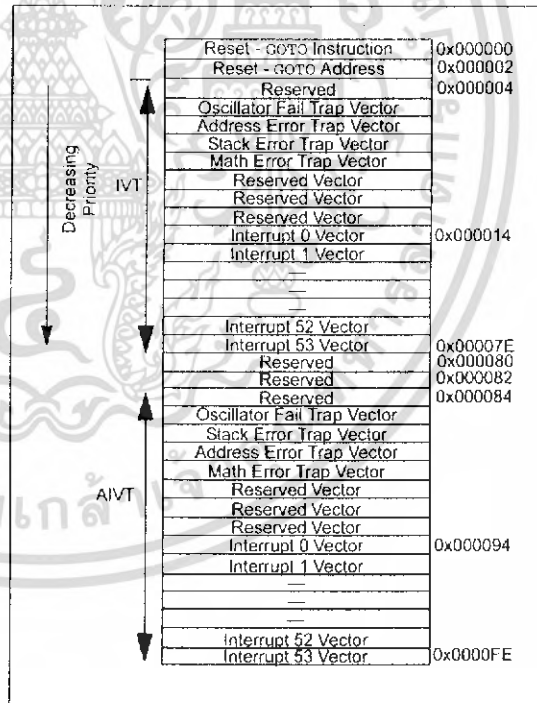 Reset - GOTO Instruction 0x000000
Reset - GOTO Address 0x000002
Reserved 0x000004
Oscillator Fail Trap Vector
Address Error Trap Vector
Stack Error Trap Vector
Math Error Trap Vector
Reserved Vector
Reserved Vector
Reserved Vector
Interrupt 0 Vector 0x000014
Interrupt 1 Vector
—
—
—
Interrupt 52 Vector
Interrupt 53 Vector 0x00007E
Reserved 0x000080
Reserved 0x000082
Reserved 0x000084
Oscillator Fail Trap Vector
Stack Error Trap Vector
Address Error Trap Vector
Math Error Trap Vector
Reserved Vector
Reserved Vector
Reserved Vector
Interrupt 0 Vector 0x000094
Interrupt 1 Vector
—
—
—
Interrupt 52 Vector
Interrupt 53 Vector 0x0000FE
Decreasing
Priority
IVT
AIVT